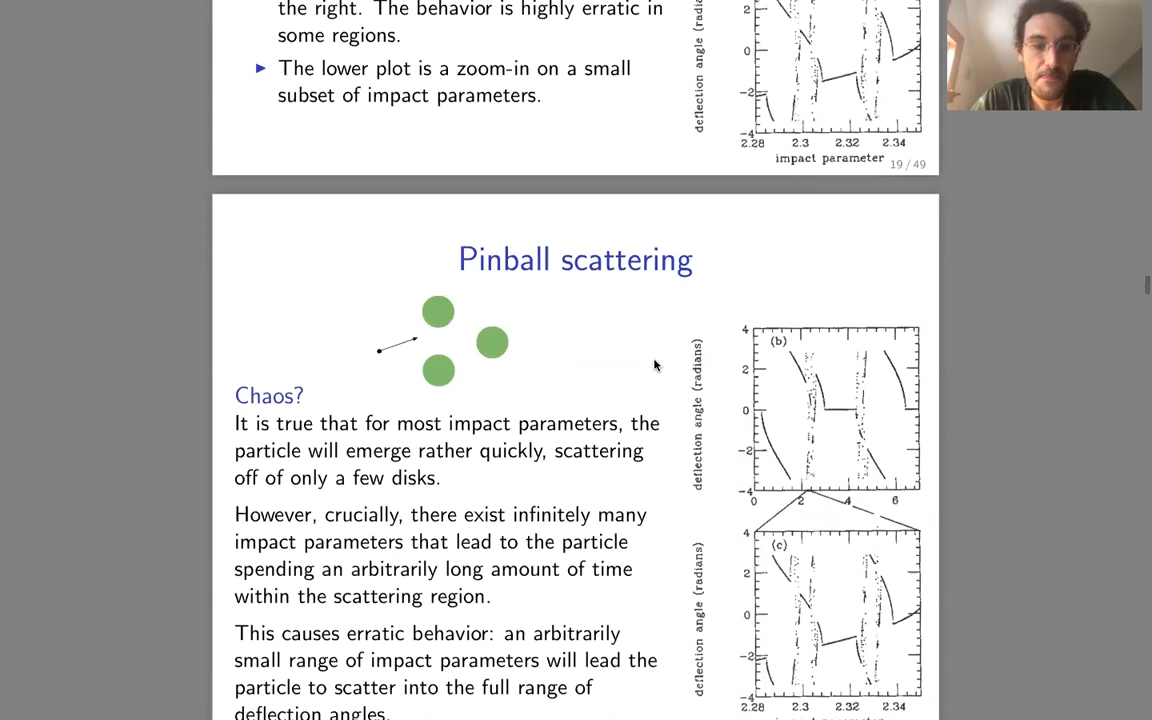 the right. The behavior is highly erratic in
some regions.
▶ The lower plot is a zoom-in on a small
subset of impact parameters.
deflection angle (radia
2
0
−2
−4
2.28 2.3 2.32 2.34
impact parameter
19 / 49
Pinball scattering
Chaos?
It is true that for most impact parameters, the
particle will emerge rather quickly, scattering
off of only a few disks.
However, crucially, there exist infinitely many
impact parameters that lead to the particle
spending an arbitrarily long amount of time
within the scattering region.
This causes erratic behavior: an arbitrarily
small range of impact parameters will lead the
particle to scatter into the full range of
deflection angles.
deflection angle (radians)
(b)
4
2
0
−2
−4
0 2 4 6
deflection angle (radians)
(c)
4
2
0
−2
−4
2.28 2.3 2.32 2.34